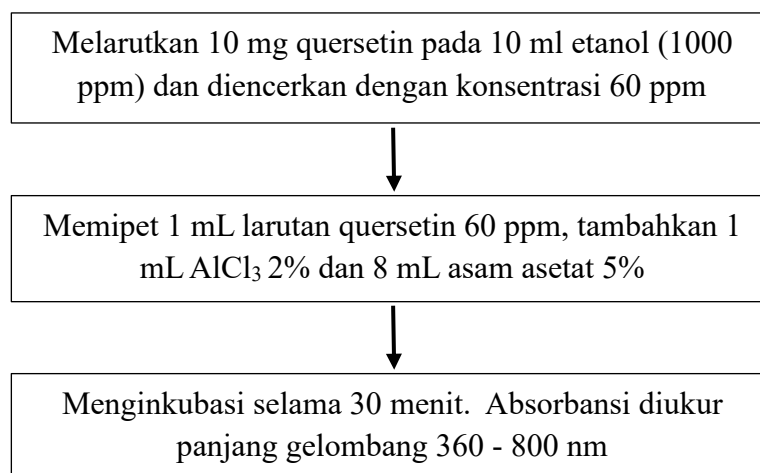 Melarutkan 10 mg quersetin pada 10 ml etanol (1000
ppm) dan diencerkan dengan konsentrasi 60 ppm
Memipet 1 mL larutan quersetin 60 ppm, tambahkan 1
mL AlCl₃ 2% dan 8 mL asam asetat 5%
Menginkubasi selama 30 menit.  Absorbansi diukur
panjang gelombang 360 - 800 nm